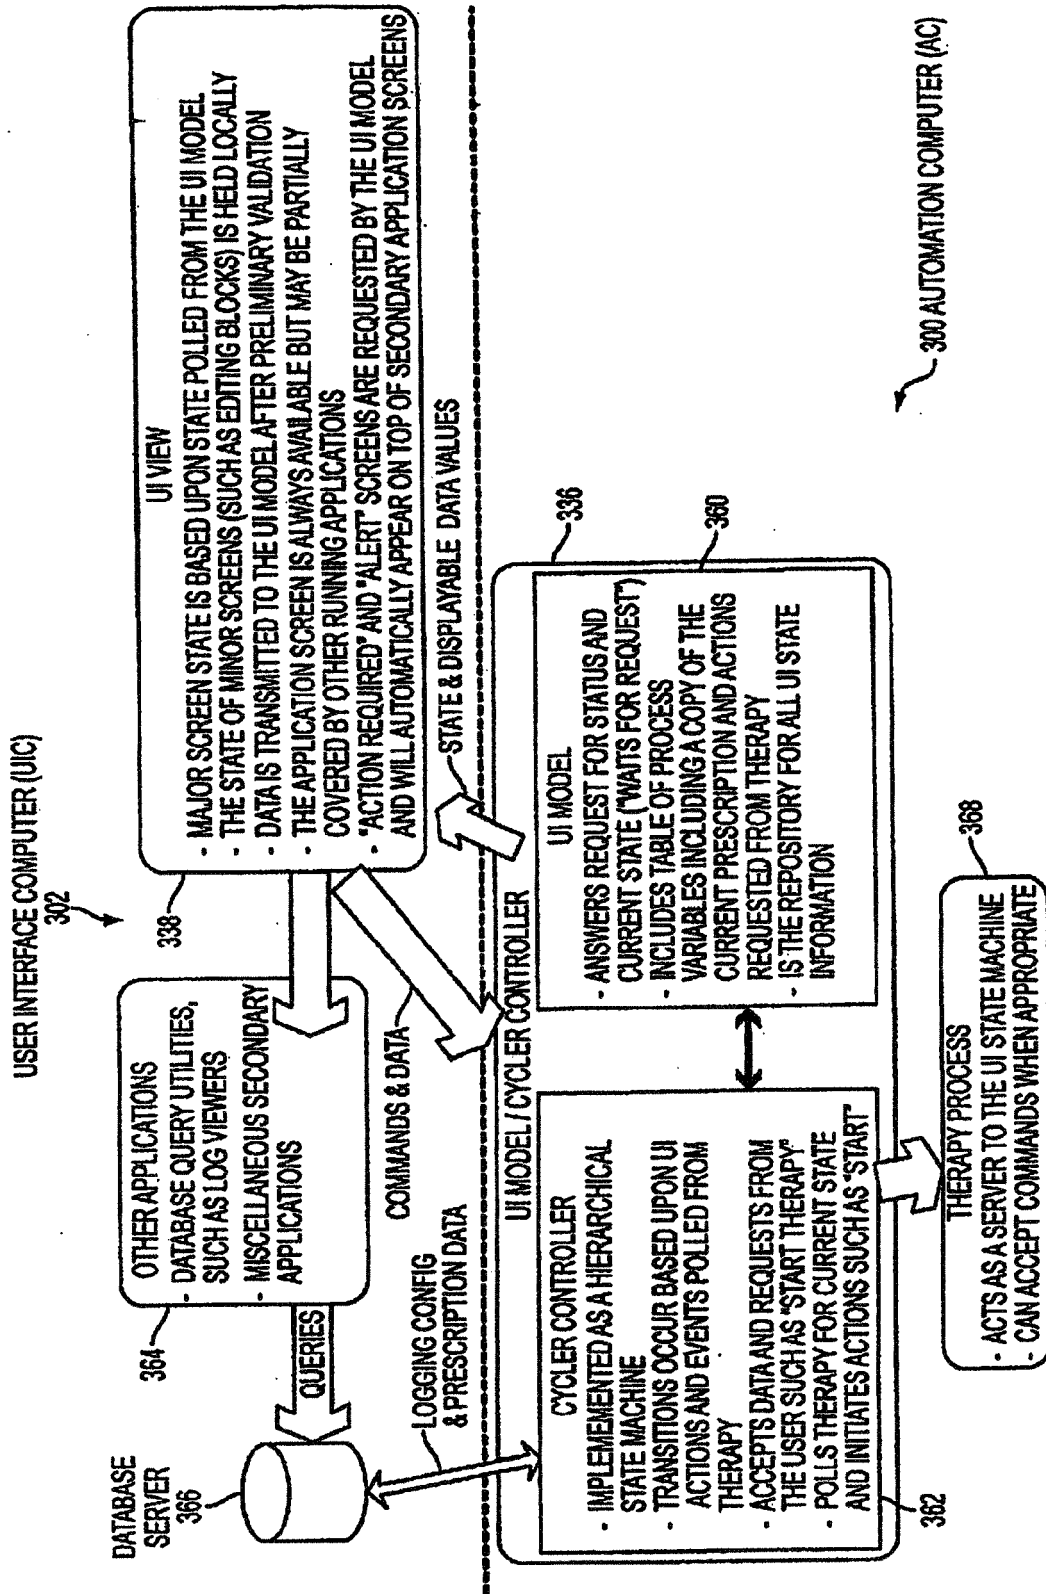 USER INTERFACE COMPUTER (UIC)
302
DATABASE
SERVER
366
QUERIES
364
OTHER APPLICATIONS
- DATABASE QUERY UTILITIES,
SUCH AS LOG VIEWERS
- MISCELLANEOUS SECONDARY
APPLICATIONS
338
UI VIEW
- MAJOR SCREEN STATE IS BASED UPON STATE POLLED FROM THE UI MODEL
- THE STATE OF MINOR SCREENS (SUCH AS EDITING BLOCKS) IS HELD LOCALLY
- DATA IS TRANSMITTED TO THE UI MODEL AFTER PRELIMINARY VALIDATION
- THE APPLICATION SCREEN IS ALWAYS AVAILABLE BUT MAY BE PARTIALLY
COVERED BY OTHER RUNNING APPLICATIONS
- "ACTION REQUIRED" AND "ALERT" SCREENS ARE REQUESTED BY THE UI MODEL
AND WILL AUTOMATICALLY APPEAR ON TOP OF SECONDARY APPLICATION SCREENS
LOGGING CONFIG
& PRESCRIPTION DATA
COMMANDS & DATA
STATE & DISPLAYABLE DATA VALUES
UI MODEL / CYCLER CONTROLLER
336
CYCLER CONTROLLER
- IMPLEMEMENTED AS A HIERARCHICAL
STATE MACHINE
- TRANSITIONS OCCUR BASED UPON UI
ACTIONS AND EVENTS POLLED FROM
THERAPY
- ACCEPTS DATA AND REQUESTS FROM
THE USER SUCH AS "START THERAPY"
- POLLS THERAPY FOR CURRENT STATE
AND INITIATES ACTIONS SUCH AS "START"
362
UI MODEL
- ANSWERS REQUEST FOR STATUS AND
CURRENT STATE ("WAITS FOR REQUEST")
- INCLUDES TABLE OF PROCESS
VARIABLES INCLUDING A COPY OF THE
CURRENT PRESCRIPTION AND ACTIONS
REQUESTED FROM THERAPY
- IS THE REPOSITORY FOR ALL UI STATE
INFORMATION
360
300 AUTOMATION COMPUTER (AC)
THERAPY PROCESS
- ACTS AS A SERVER TO THE UI STATE MACHINE
- CAN ACCEPT COMMANDS WHEN APPROPRIATE
368